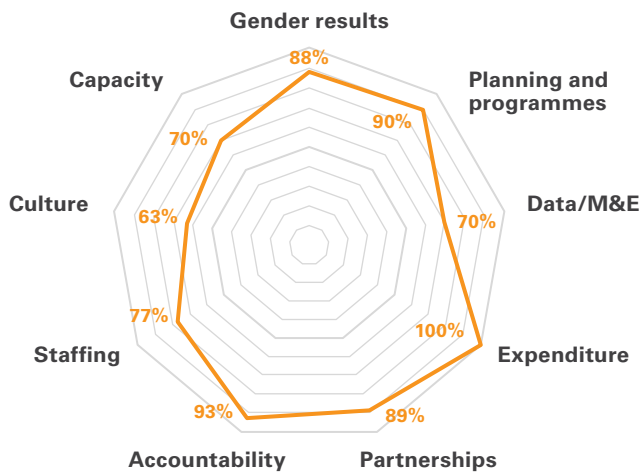 Gender results
88%
Planning and
programmes
90%
Data/M&E
70%
Expenditure
100%
Partnerships
89%
Accountability
93%
Staffing
77%
Culture
63%
Capacity
70%